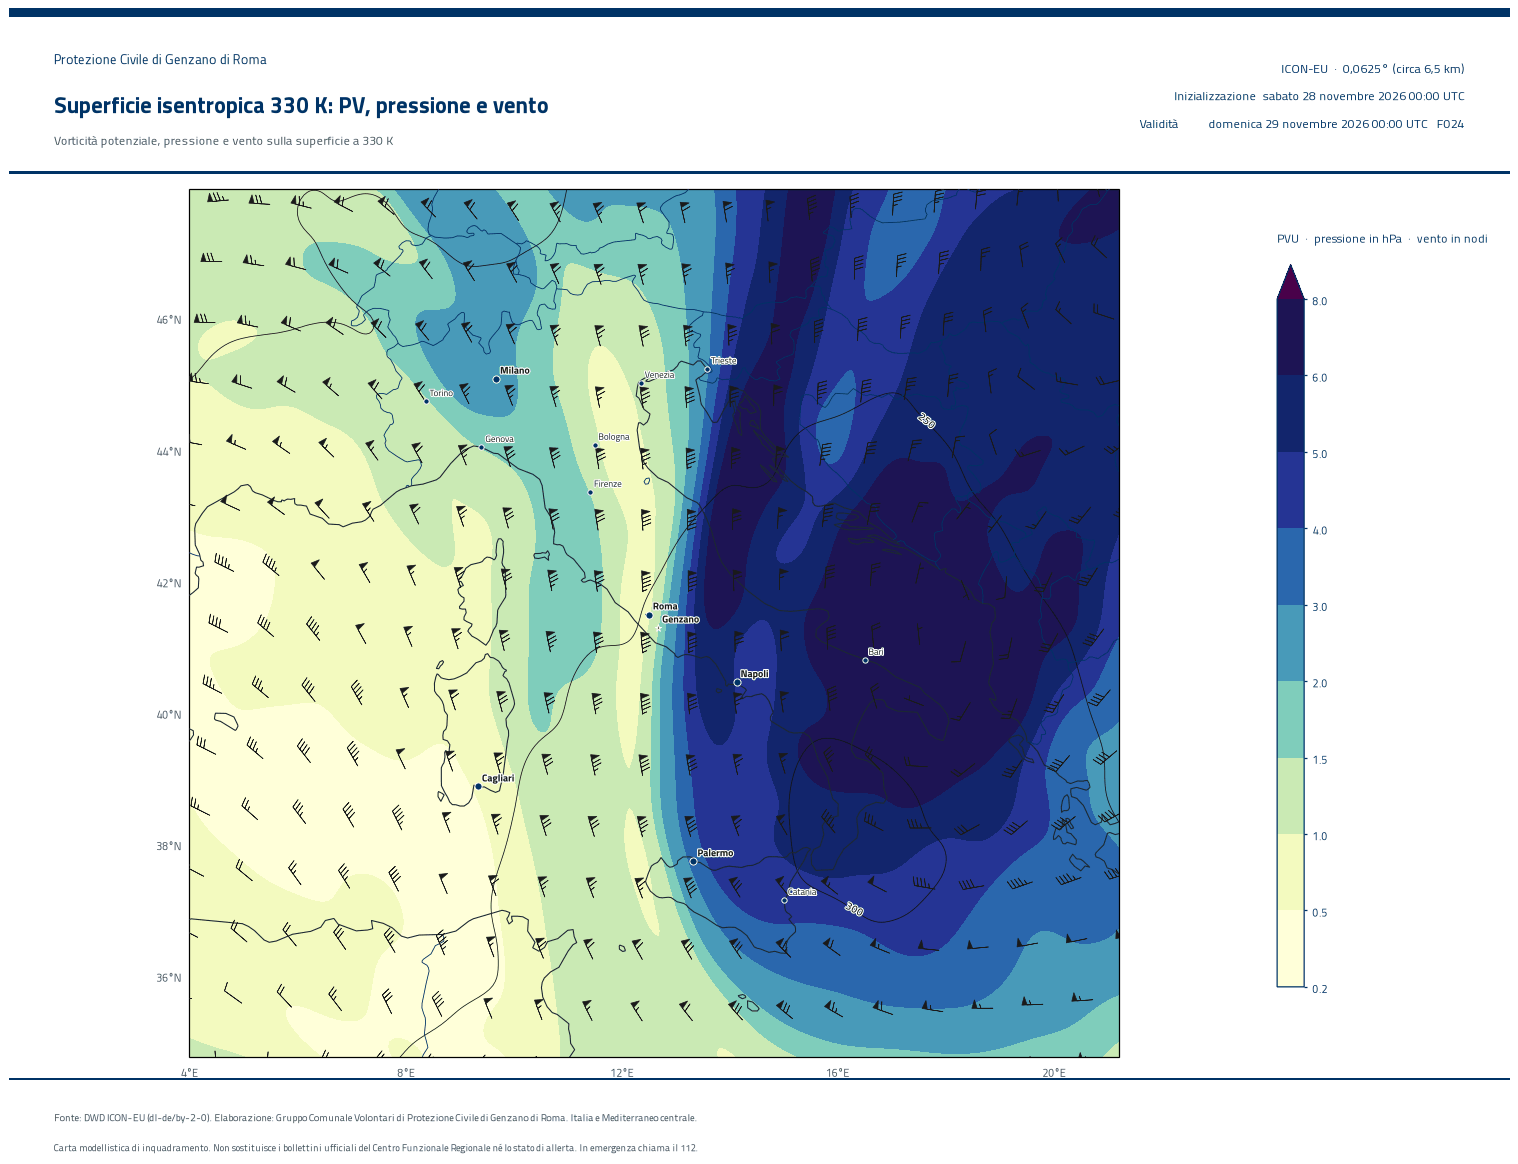 Protezione Civile di Genzano di Roma
Superficie isentropica 330 K: PV, pressione e vento
Vorticità potenziale, pressione e vento sulla superficie a 330 K
ICON-EU · 0,0625° (circa 6,5 km)
Inizializzazione sabato 28 novembre 2026 00:00 UTC
Validità domenica 29 novembre 2026 00:00 UTC F024
PVU · pressione in hPa · vento in nodi
8.0
6.0
5.0
4.0
3.0
2.0
1.5
1.0
0.5
0.2
46°N
44°N
42°N
40°N
38°N
36°N
4°E
8°E
12°E
16°E
20°E
Trieste
Milano
Venezia
Torino
250
Bologna
Genova
Firenze
Roma
Genzano
Bari
Napoli
Cagliari
Palermo
Catania
300
Fonte: DWD ICON-EU (dl-de/by-2-0). Elaborazione: Gruppo Comunale Volontari di Protezione Civile di Genzano di Roma. Italia e Mediterraneo centrale.
Carta modellistica di inquadramento. Non sostituisce i bollettini ufficiali del Centro Funzionale Regionale né lo stato di allerta. In emergenza chiama il 112.